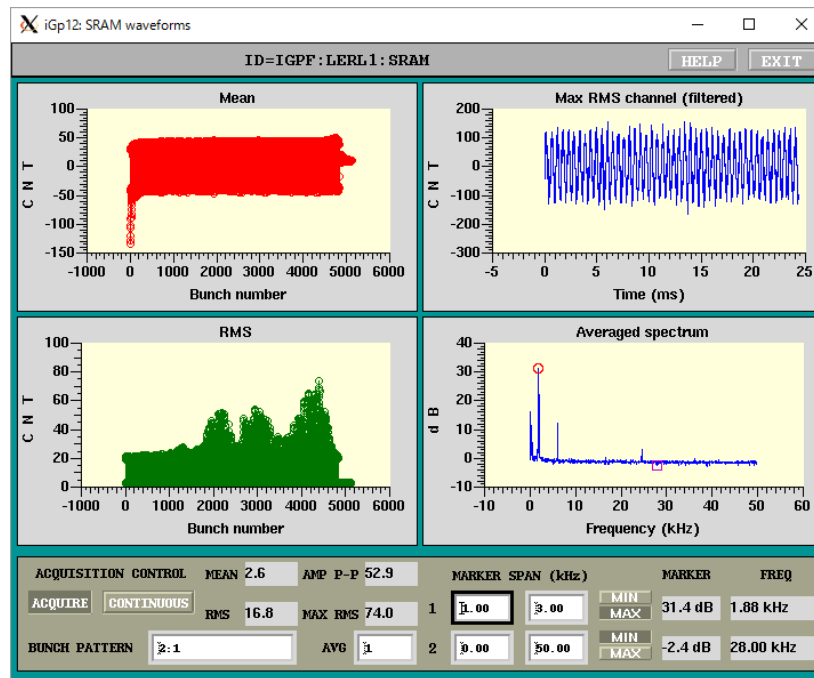 iGp12: SRAM waveforms
ID=IGPF:LERL1:SRAM
HELP
EXIT
Mean
100
50
0
-50
-100
-150
C N T
-1000 0 1000 2000 3000 4000 5000 6000
Bunch number
Max RMS channel (filtered)
200
100
0
-100
-200
-300
C N T
-5 0 5 10 15 20 25
Time (ms)
RMS
100
80
60
40
20
0
C N T
-1000 0 1000 2000 3000 4000 5000 6000
Bunch number
Averaged spectrum
40
30
20
10
0
-10
d B
-10 0 10 20 30 40 50 60
Frequency (kHz)
ACQUISITION CONTROL MEAN 2.6 AMP P-P 52.9 MARKER SPAN (kHz) MARKER FREQ
ACQUIRE CONTINUOUS RMS 16.8 MAX RMS 74.0 1 1.00 3.00 MIN MAX 31.4 dB 1.88 kHz
BUNCH PATTERN 2:1 AVG 1 2 0.00 50.00 MIN MAX -2.4 dB 28.00 kHz